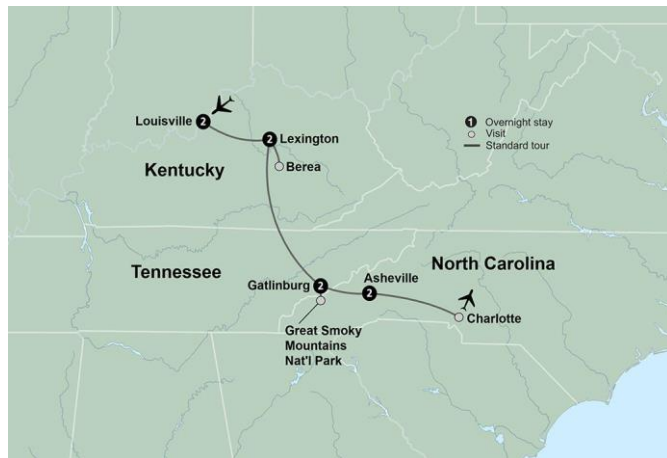 Louisville 2
2 Lexington
Berea
Kentucky
1 Overnight stay
Visit
Standard tour
Tennessee
North Carolina
Asheville
Gatlinburg 2
2
Charlotte
Great Smoky
Mountains
Nat'l Park